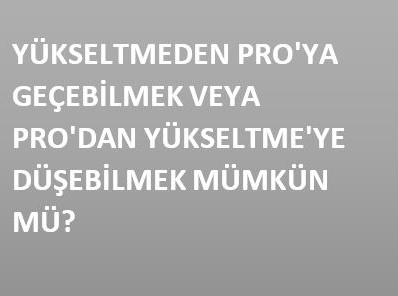 YÜKSELTMEDEN PRO'YA
GEÇEBİLMEK VEYA
PRO'DAN YÜKSELTME'YE
DÜŞEBİLMEK MÜMKÜN
MÜ?